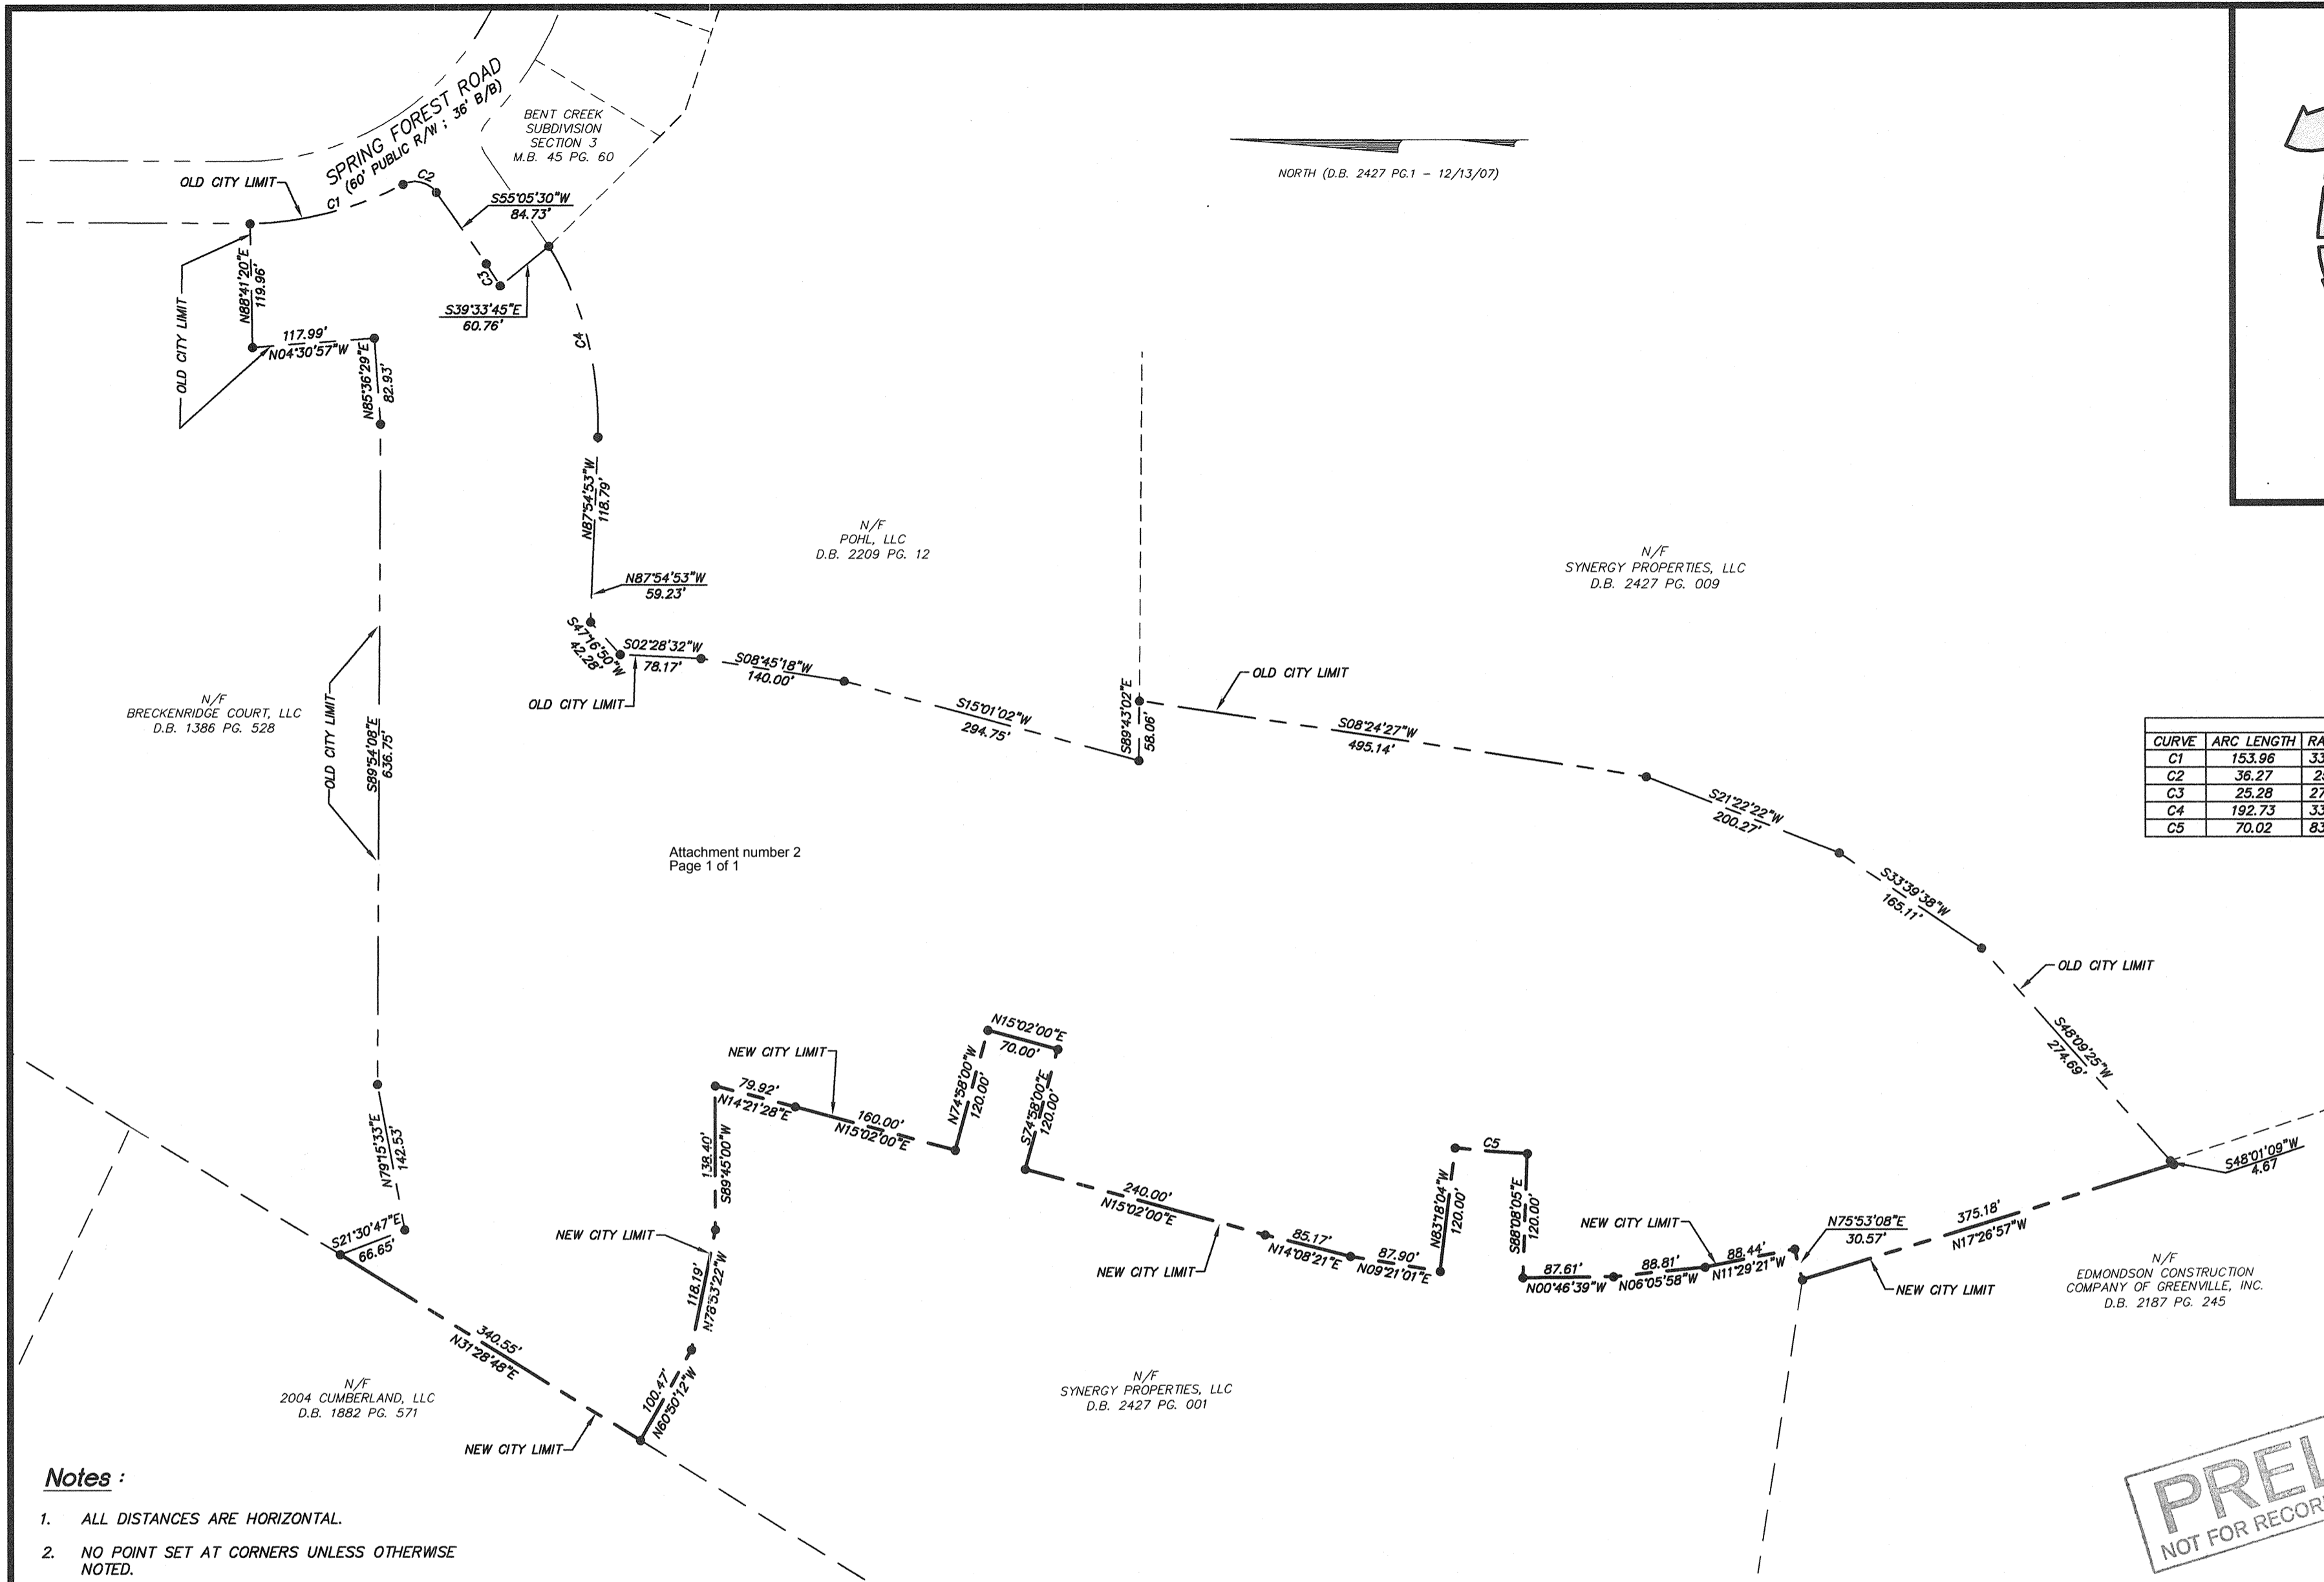 SPRING FOREST ROAD
(60' PUBLIC R/W ; 36' B/B)
BENT CREEK
SUBDIVISION
SECTION 3
M.B. 45 PG. 60
NORTH (D.B. 2427 PG.1 - 12/13/07)
OLD CITY LIMIT
C1
C2
S55°05'30"W
84.73'
C3
S39°33'45"E
60.76'
C4
N88°41'20"E
119.96'
OLD CITY LIMIT
117.99'
N04°30'57"W
N85°36'29"E
82.93'
N87°54'53"W
118.79'
N87°54'53"W
59.23'
N/F
POHL, LLC
D.B. 2209 PG. 12
N/F
SYNERGY PROPERTIES, LLC
D.B. 2427 PG. 009
S47°16'50"W
42.28'
S02°28'32"W
78.17'
OLD CITY LIMIT
S08°45'18"W
140.00'
S15°01'02"W
294.75'
S89°43'02"E
58.06'
OLD CITY LIMIT
S08°24'27"W
495.14'
S21°22'22"W
200.27'
S33°39'38"W
165.11'
OLD CITY LIMIT
S48°09'25"W
274.69'
S48°01'09"W
4.67
N/F
BRECKENRIDGE COURT, LLC
D.B. 1386 PG. 528
OLD CITY LIMIT
S89°54'08"E
636.75'
CURVE ARC LENGTH RA
C1 153.96 33
C2 36.27 25
C3 25.28 27
C4 192.73 33
C5 70.02 83
Attachment number 2
Page 1 of 1
N79°15'33"E
142.53'
S21°30'47"E
66.65'
340.55'
N31°28'48"E
NEW CITY LIMIT
100.47'
N60°50'12"W
118.19'
N78°53'22"W
NEW CITY LIMIT
138.40'
S89°45'00"W
NEW CITY LIMIT
79.92'
N14°21'28"E
160.00'
N15°02'00"E
N74°58'00"W
120.00'
N15°02'00"E
70.00'
S74°58'00"E
120.00'
240.00'
N15°02'00"E
NEW CITY LIMIT
85.17'
N14°08'21"E
87.90'
N09°21'01"E
N83°18'04"W
120.00'
C5
S88°08'05"E
120.00'
87.61'
N00°46'39"W
NEW CITY LIMIT
88.81'
N06°05'58"W
88.44'
N11°29'21"W
N75°53'08"E
30.57'
375.18'
N17°26'57"W
NEW CITY LIMIT
N/F
EDMONDSON CONSTRUCTION
COMPANY OF GREENVILLE, INC.
D.B. 2187 PG. 245
N/F
2004 CUMBERLAND, LLC
D.B. 1882 PG. 571
N/F
SYNERGY PROPERTIES, LLC
D.B. 2427 PG. 001
Notes :
1. ALL DISTANCES ARE HORIZONTAL.
2. NO POINT SET AT CORNERS UNLESS OTHERWISE
NOTED.
PREL
NOT FOR RECOR